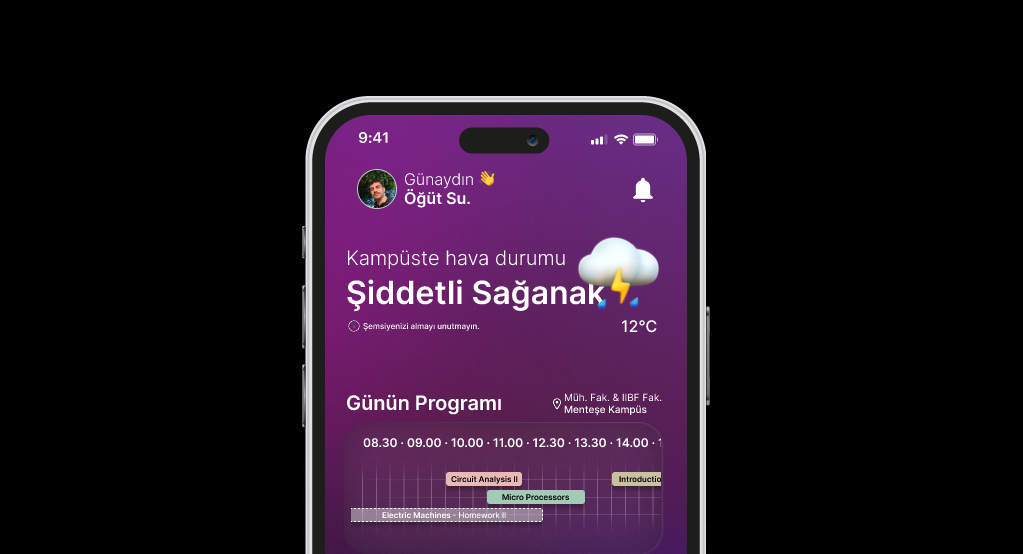 9:41
Günaydın 👋
Öğüt Su.
Kampüste hava durumu
Şiddetli Sağanak
Şemsiyenizi almayı unutmayın.
12°C
Günün Programı
Müh. Fak. & IIBF Fak.
Menteşe Kampüs
08.30 · 09.00 · 10.00 · 11.00 · 12.30 · 13.30 · 14.00 · 1
Circuit Analysis II
Introductio
Micro Processors
Electric Machines - Homework II